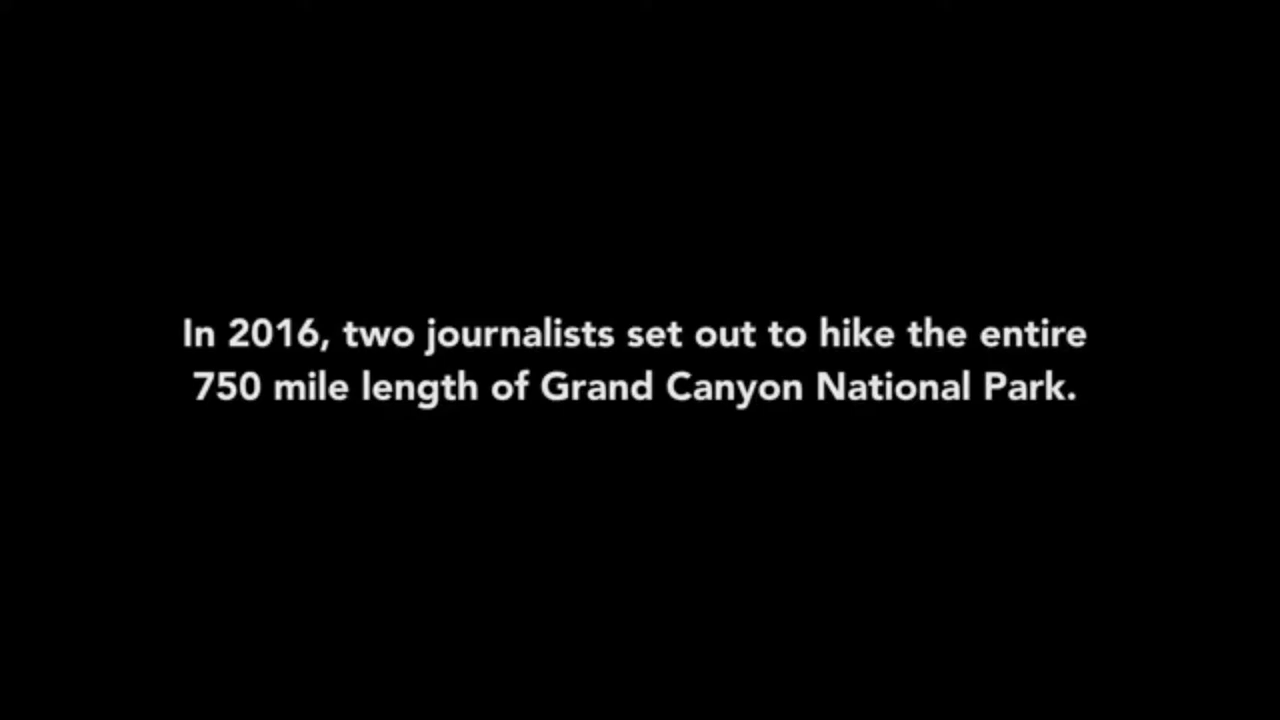 In 2016, two journalists set out to hike the entire
750 mile length of Grand Canyon National Park.